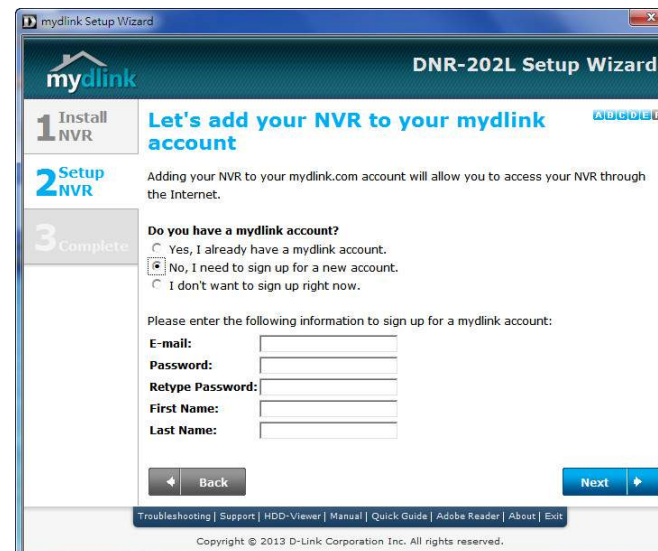 mydlink Setup Wizard
mydlink
DNR-202L Setup Wizard
1 Install NVR
2 Setup NVR
3 Complete
Let's add your NVR to your mydlink account
A B C D E
Adding your NVR to your mydlink.com account will allow you to access your NVR through
the Internet.
Do you have a mydlink account?
Yes, I already have a mydlink account.
No, I need to sign up for a new account.
I don't want to sign up right now.
Please enter the following information to sign up for a mydlink account:
E-mail:
Password:
Retype Password:
First Name:
Last Name:
Back
Next
Troubleshooting | Support | HDD-Viewer | Manual | Quick Guide | Adobe Reader | About | Exit
Copyright © 2013 D-Link Corporation Inc. All rights reserved.